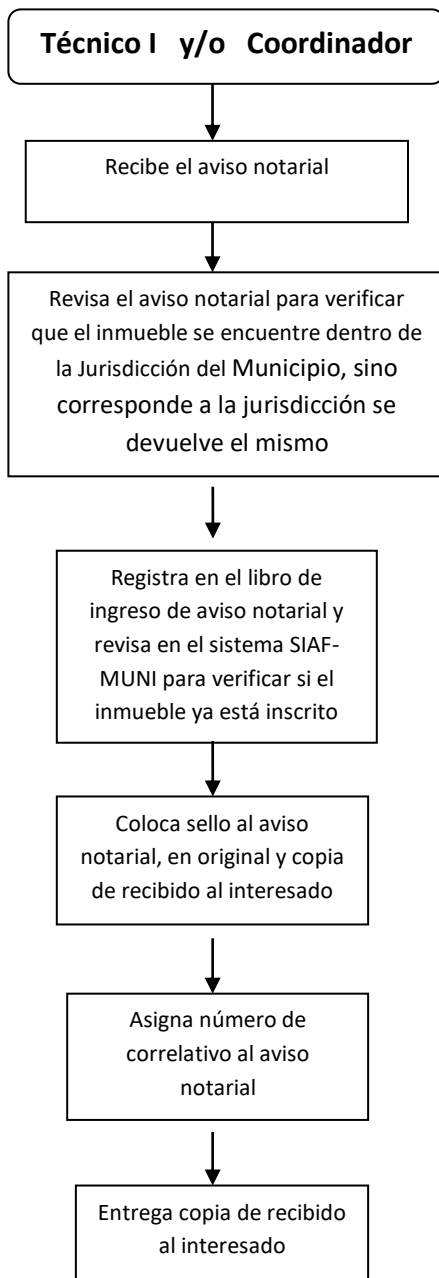 Técnico I y/o Coordinador
Recibe el aviso notarial
Revisa el aviso notarial para verificar
que el inmueble se encuentre dentro de
la Jurisdicción del Municipio, sino
corresponde a la jurisdicción se
devuelve el mismo
Registra en el libro de
ingreso de aviso notarial y
revisa en el sistema SIAF-
MUNI para verificar si el
inmueble ya está inscrito
Coloca sello al aviso
notarial, en original y copia
de recibido al interesado
Asigna número de
correlativo al aviso
notarial
Entrega copia de recibido
al interesado